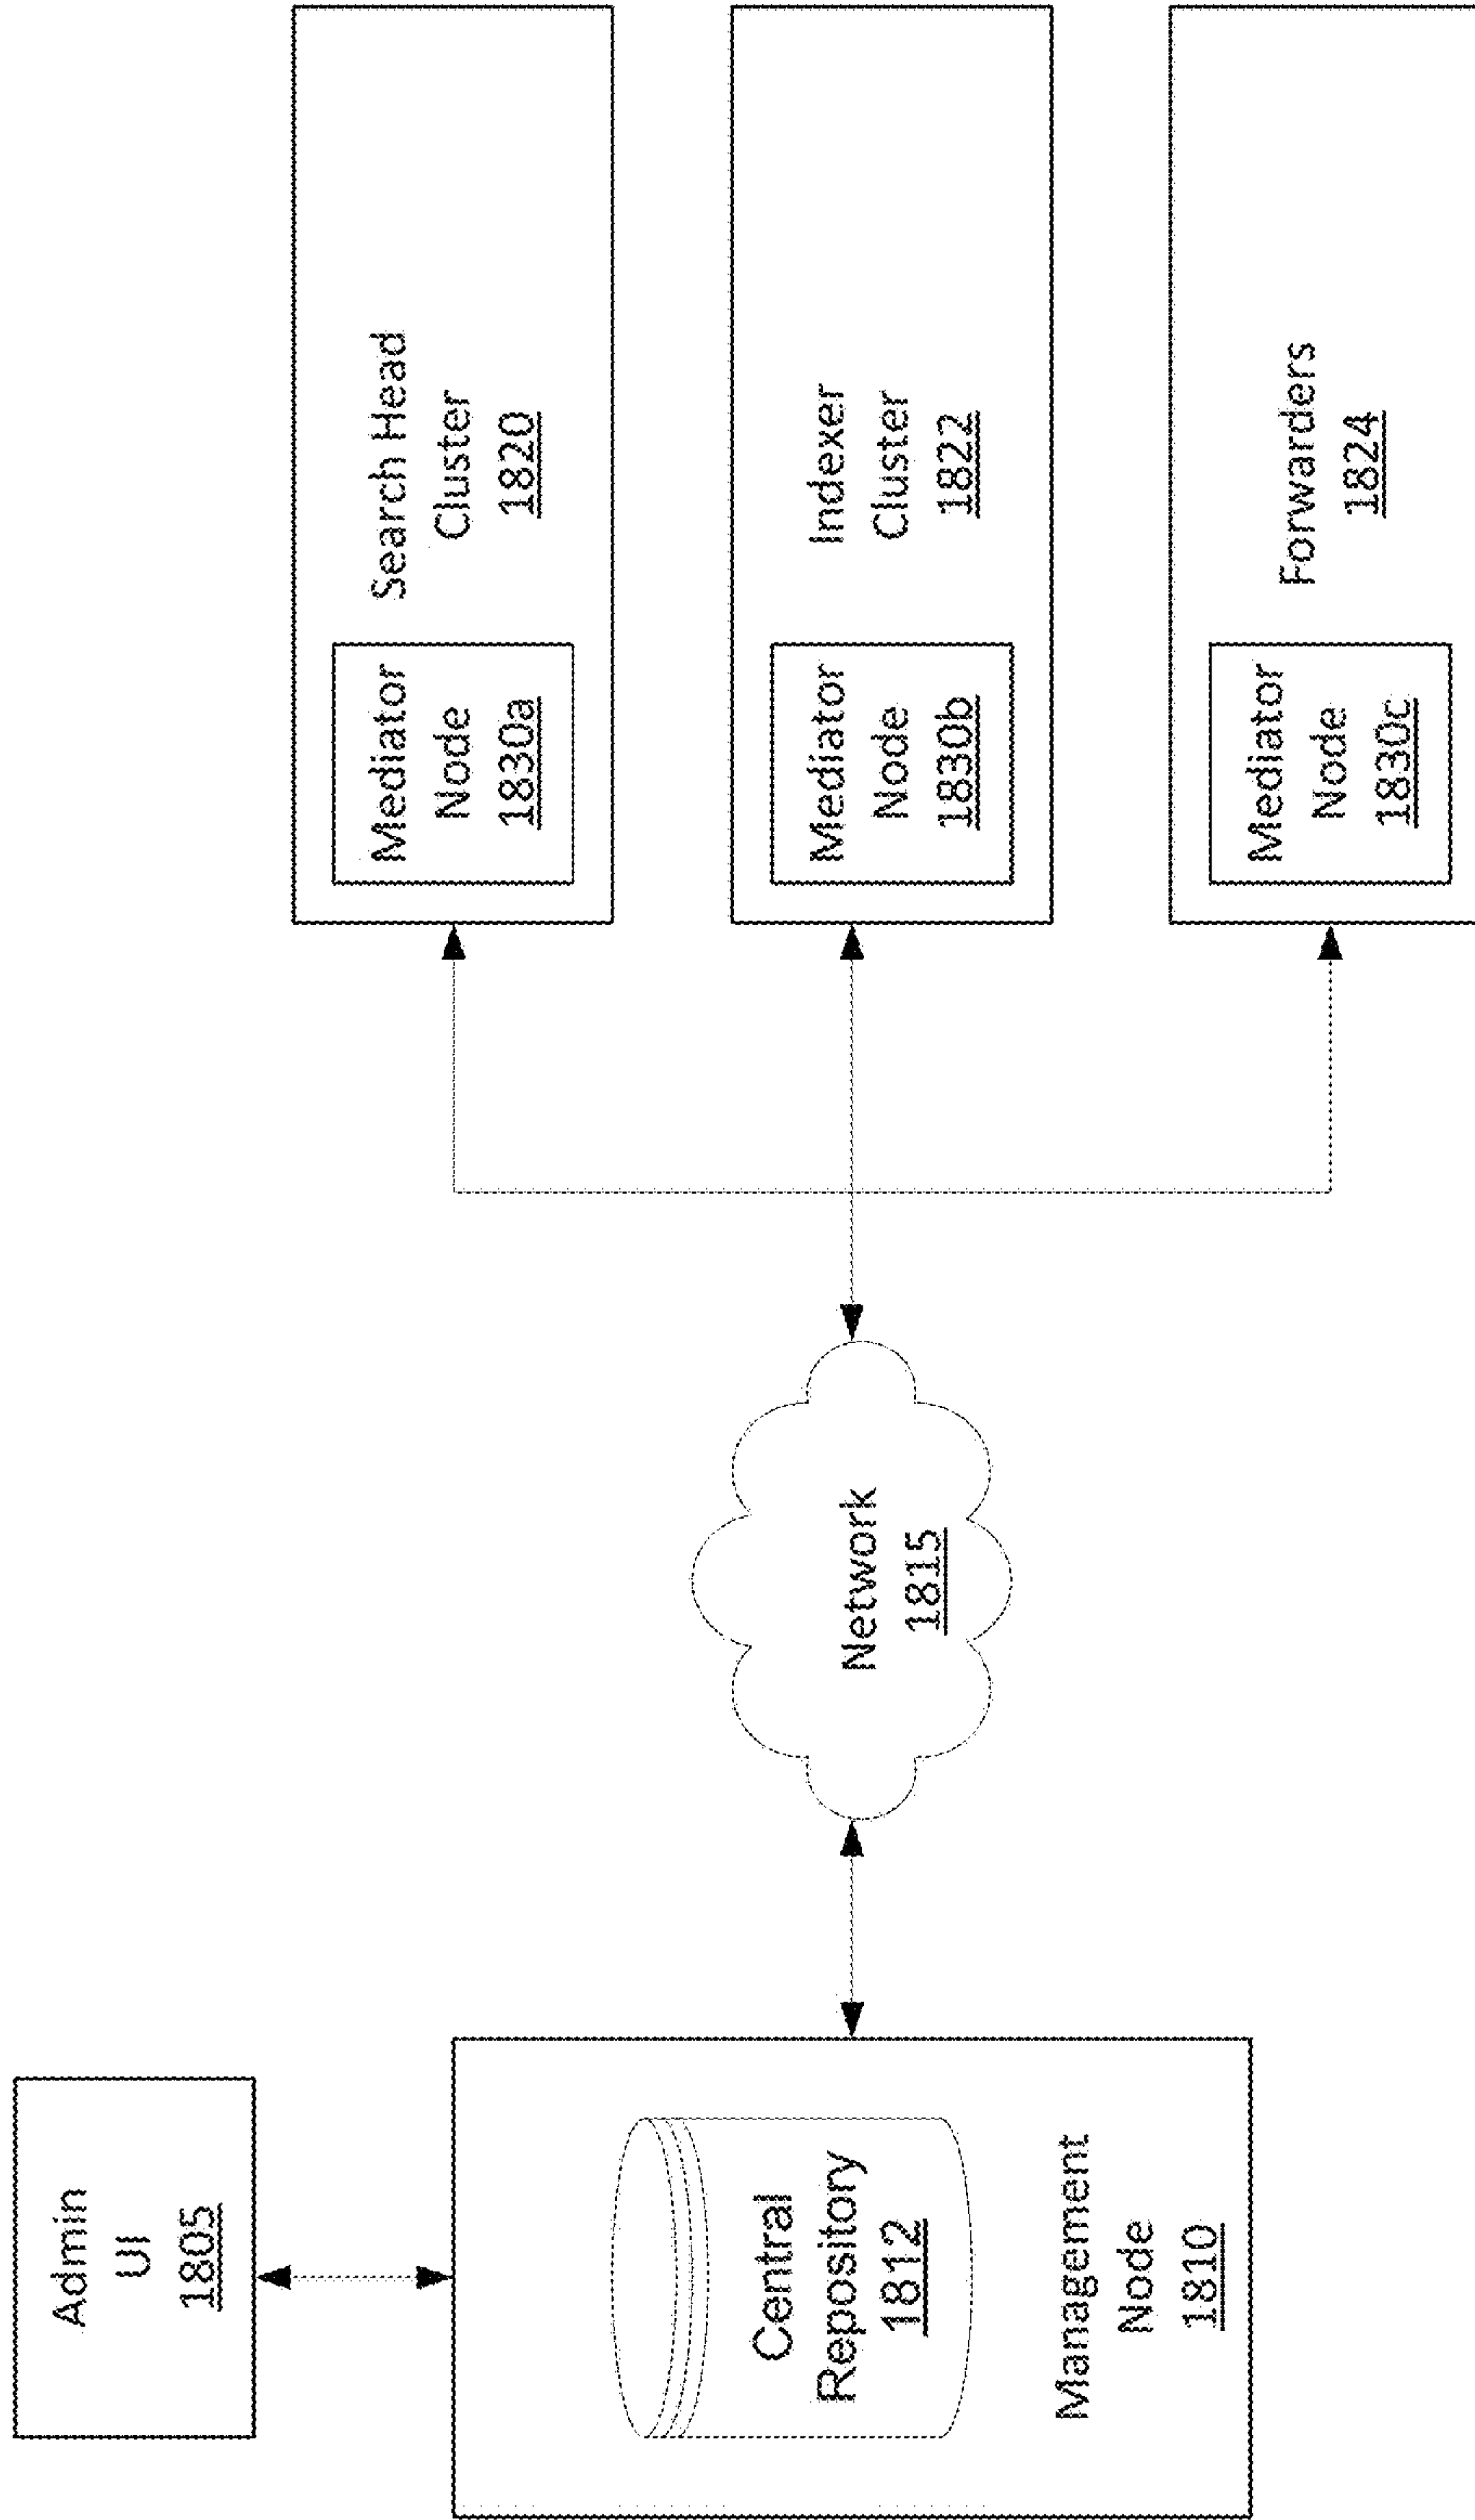 Admin
UI
1805
Central
Repository
1812
Management
Node
1810
Network
1815
Mediator
Node
1830a
Search Head
Cluster
1820
Mediator
Node
1830b
Indexer
Cluster
1822
Mediator
Node
1830c
Forwarders
1824